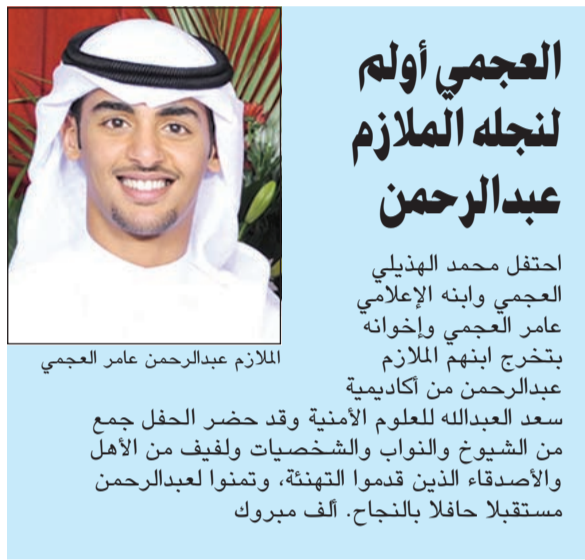 العجمي أولم
لنجله الملازم
عبدالرحمن
احتفل محمد الهذيلي
العجمي وابنه الإعلامي
عامر العجمي وإخوانه
بتخرج ابنهم الملازم
عبدالرحمن من أكاديمية
سعد العبدالله للعلوم الأمنية وقد حضر الحفل جمع
من الشيوخ والنواب والشخصيات ولفيف من الأهل
والأصدقاء الذين قدموا التهنئة، وتمنوا لعبدالرحمن
مستقبلا حافلا بالنجاح. ألف مبروك
الملازم عبدالرحمن عامر العجمي